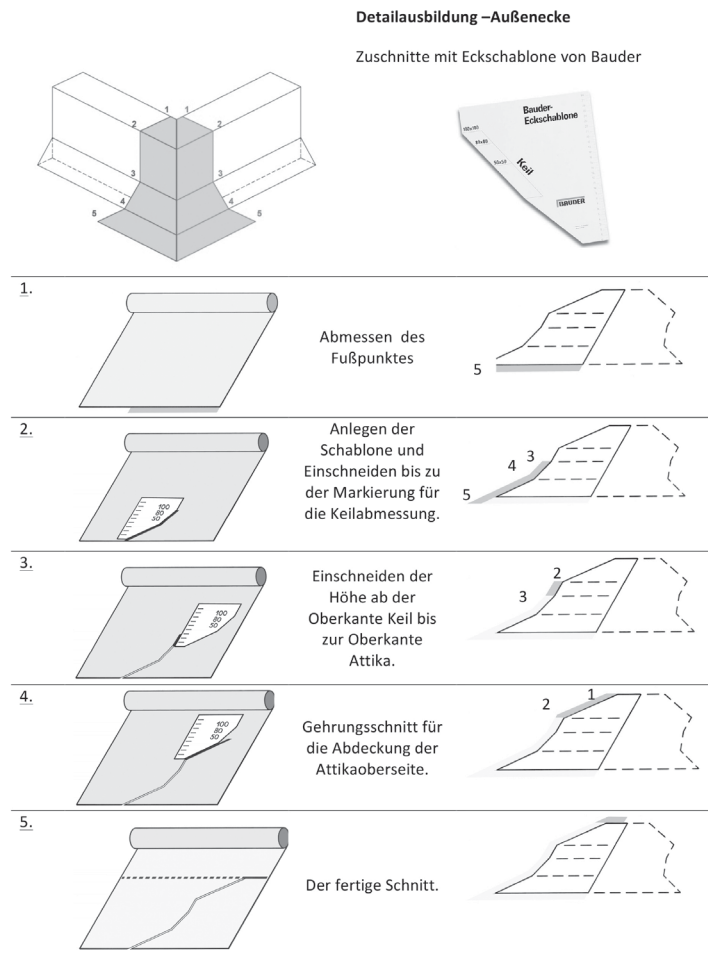 Detailausbildung –Außenecke
Zuschnitte mit Eckschablone von Bauder
1 1
2 2
3 3
4 4
5 5
Bauder-
Eckschablone
100x100
80x80
50x50
Keil
BAUDER
1.
Abmessen des
Fußpunktes
5
2.
100
80
50
Anlegen der
Schablone und
Einschneiden bis zu
der Markierung für
die Keilabmessung.
3
4
5
3.
100
80
50
Einschneiden der
Höhe ab der
Oberkante Keil bis
zur Oberkante
Attika.
2
3
4.
100
80
50
Gehrungsschnitt für
die Abdeckung der
Attikaoberseite.
1
2
5.
Der fertige Schnitt.